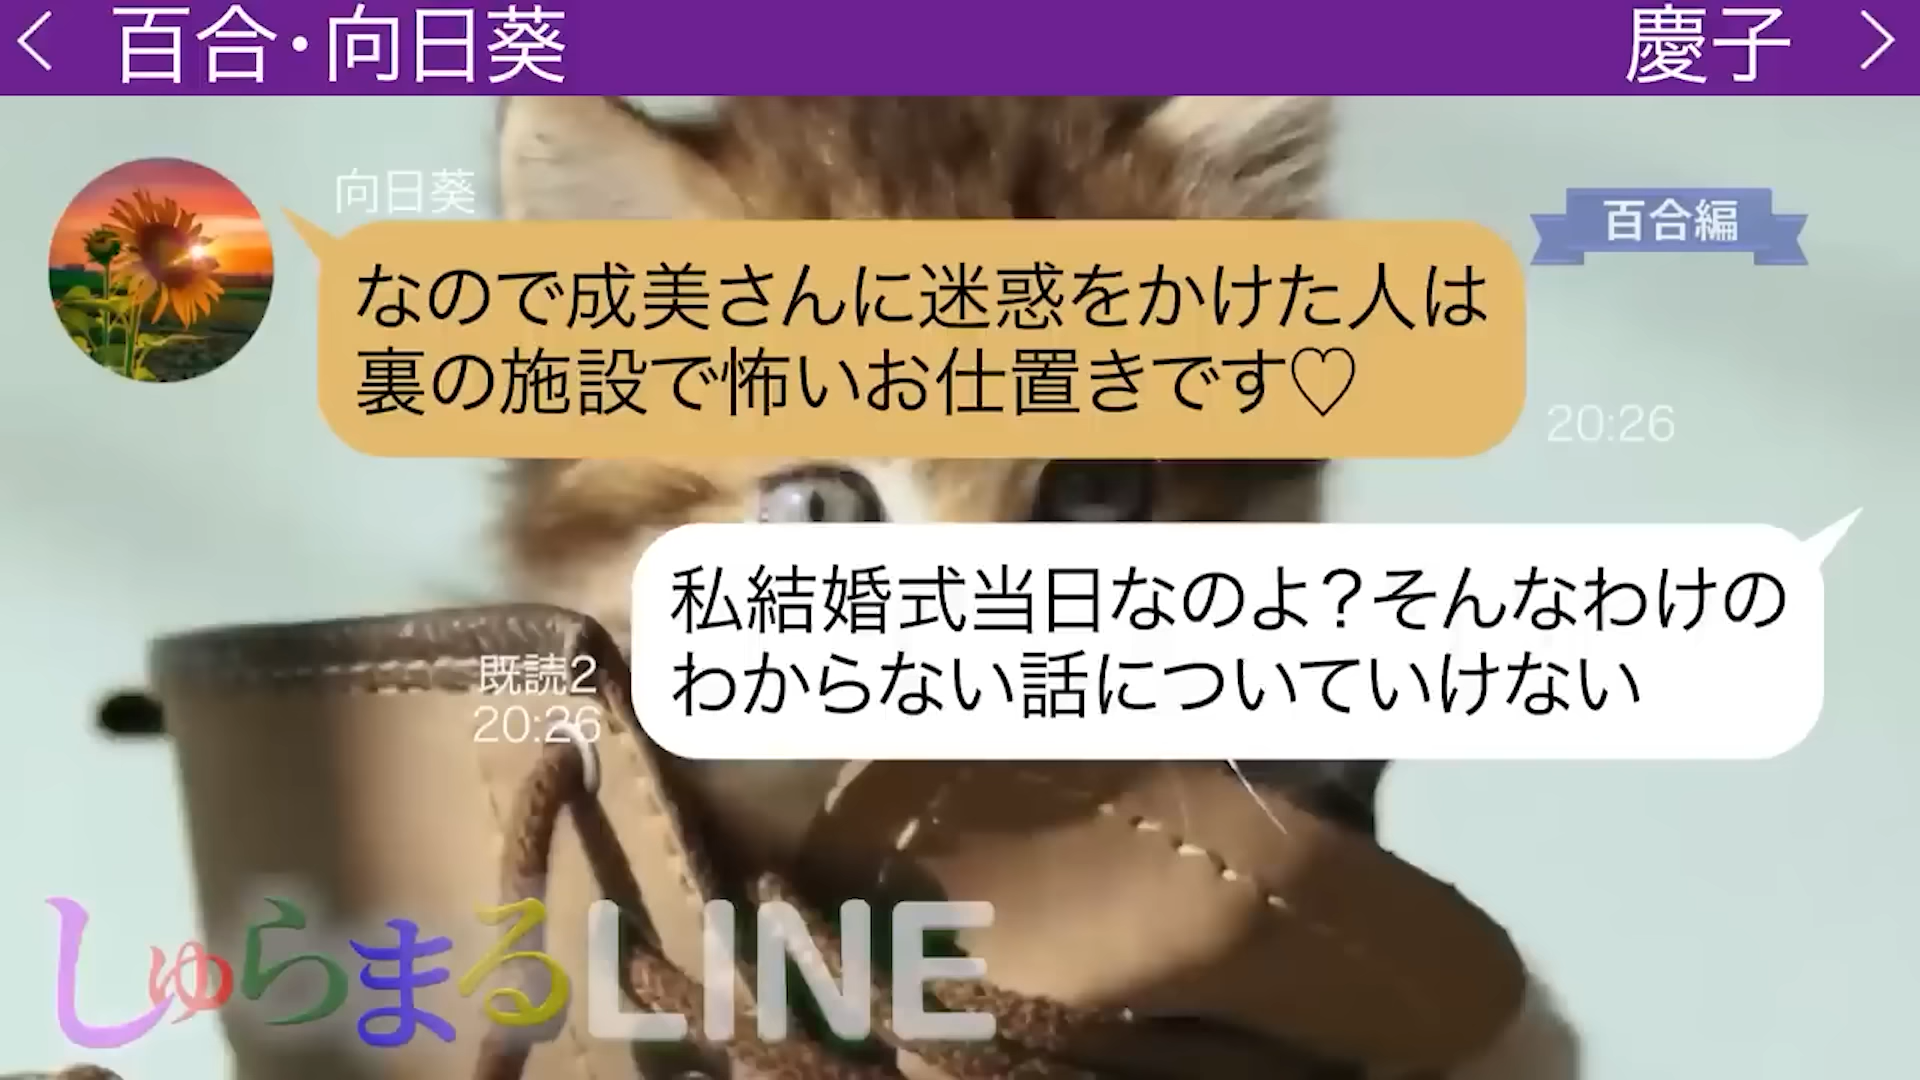 百合・向日葵
慶子
向日葵
百合編
なので成美さんに迷惑をかけた人は
裏の施設で怖いお仕置きです♡
20:26
私結婚式当日なのよ?そんなわけの
わからない話についていけない
既読2
20:26
しゅらまるLINE